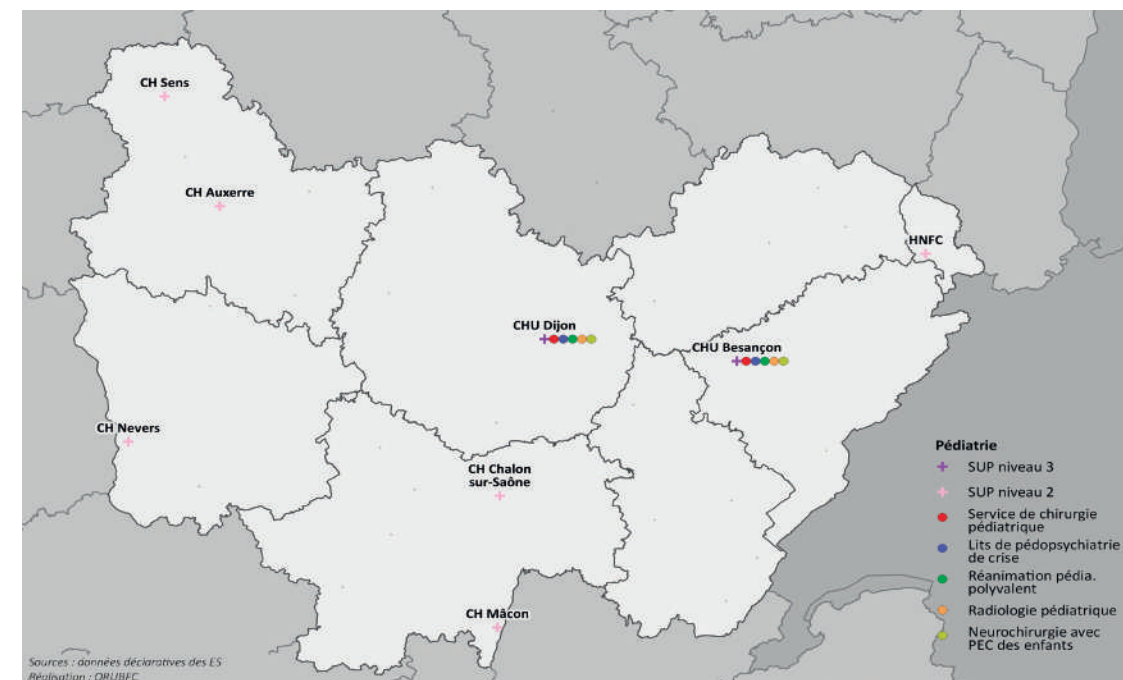 CH Sens
CH Auxerre
HNFC
CHU Dijon
CHU Besançon
CH Nevers
CH Chalon
sur-Saône
CH Mâcon
Pédiatrie
SUP niveau 3
SUP niveau 2
Service de chirurgie
pédiatrique
Lits de pédopsychiatrie
de crise
Réanimation pédia.
polyvalent
Radiologie pédiatrique
Neurochirurgie avec
PEC des enfants
Sources : données déclaratives des ES
Réalisation : ORUBFC